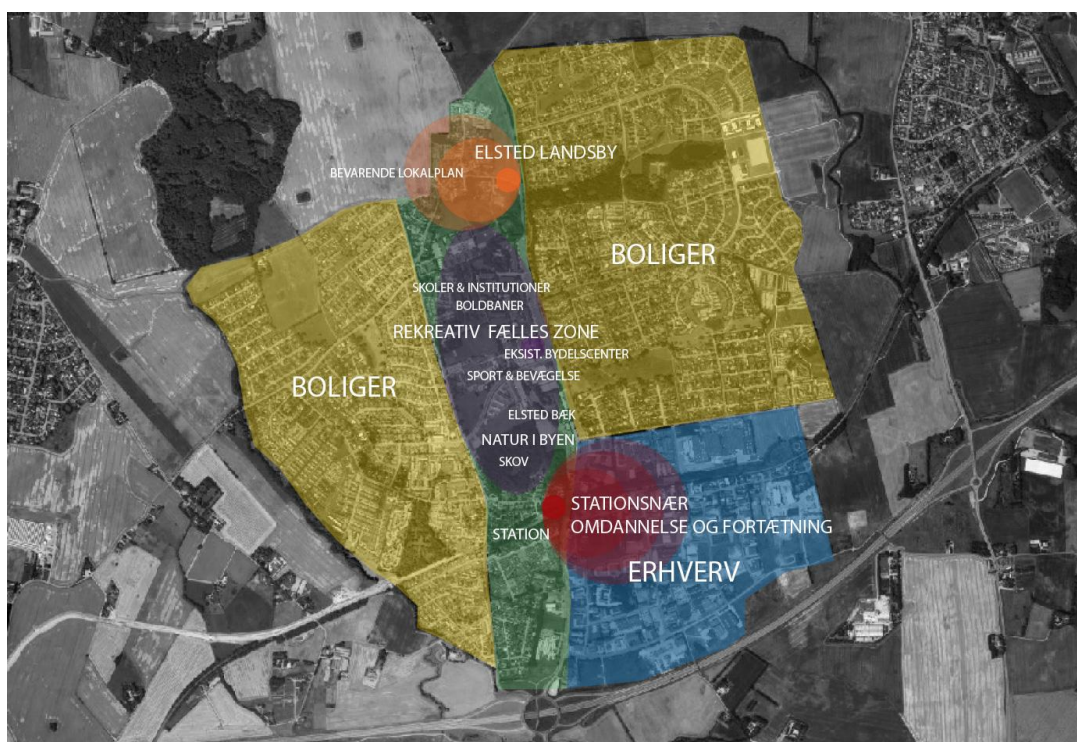 ELSTED LANDSBY
BEVARENDE LOKALPLAN
BOLIGER
SKOLER & INSTITUTIONER
BOLDBANER
REKREATIV FÆLLES ZONE
EKSIST. BYDELSCENTER
SPORT & BEVÆGELSE
BOLIGER
ELSTED BÆK
NATUR I BYEN
SKOV
STATIONSNÆR
OMDANNELSE OG FORTÆTNING
STATION
ERHVERV